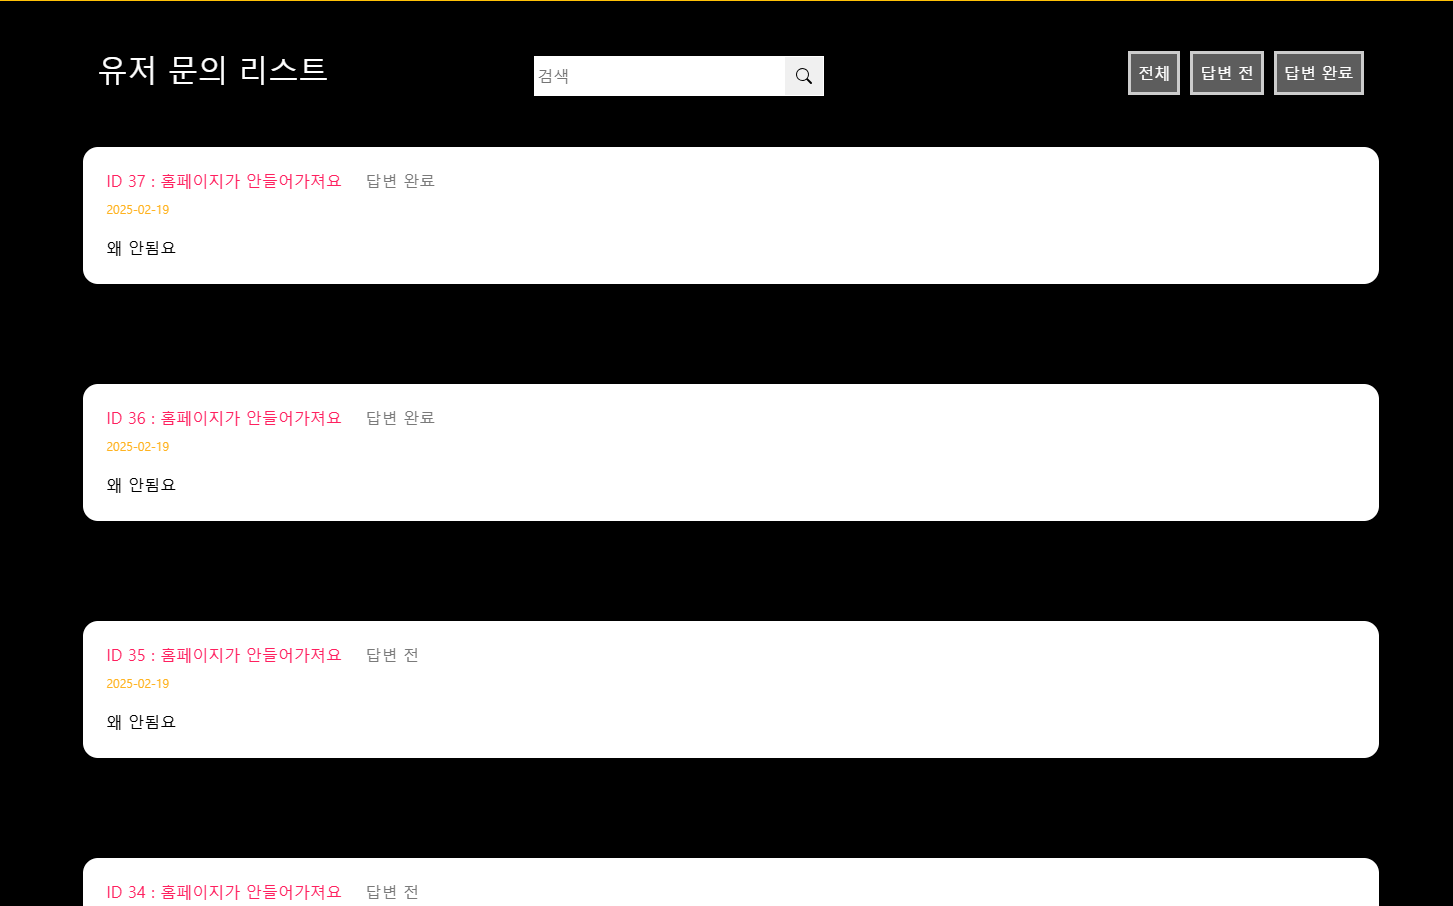 유저 문의 리스트
검색
전체 답변 전 답변 완료
ID 37 : 홈페이지가 안들어가져요 답변 완료
2025-02-19
왜 안됨요
ID 36 : 홈페이지가 안들어가져요 답변 완료
2025-02-19
왜 안됨요
ID 35 : 홈페이지가 안들어가져요 답변 전
2025-02-19
왜 안됨요
ID 34 : 홈페이지가 안들어가져요 답변 전